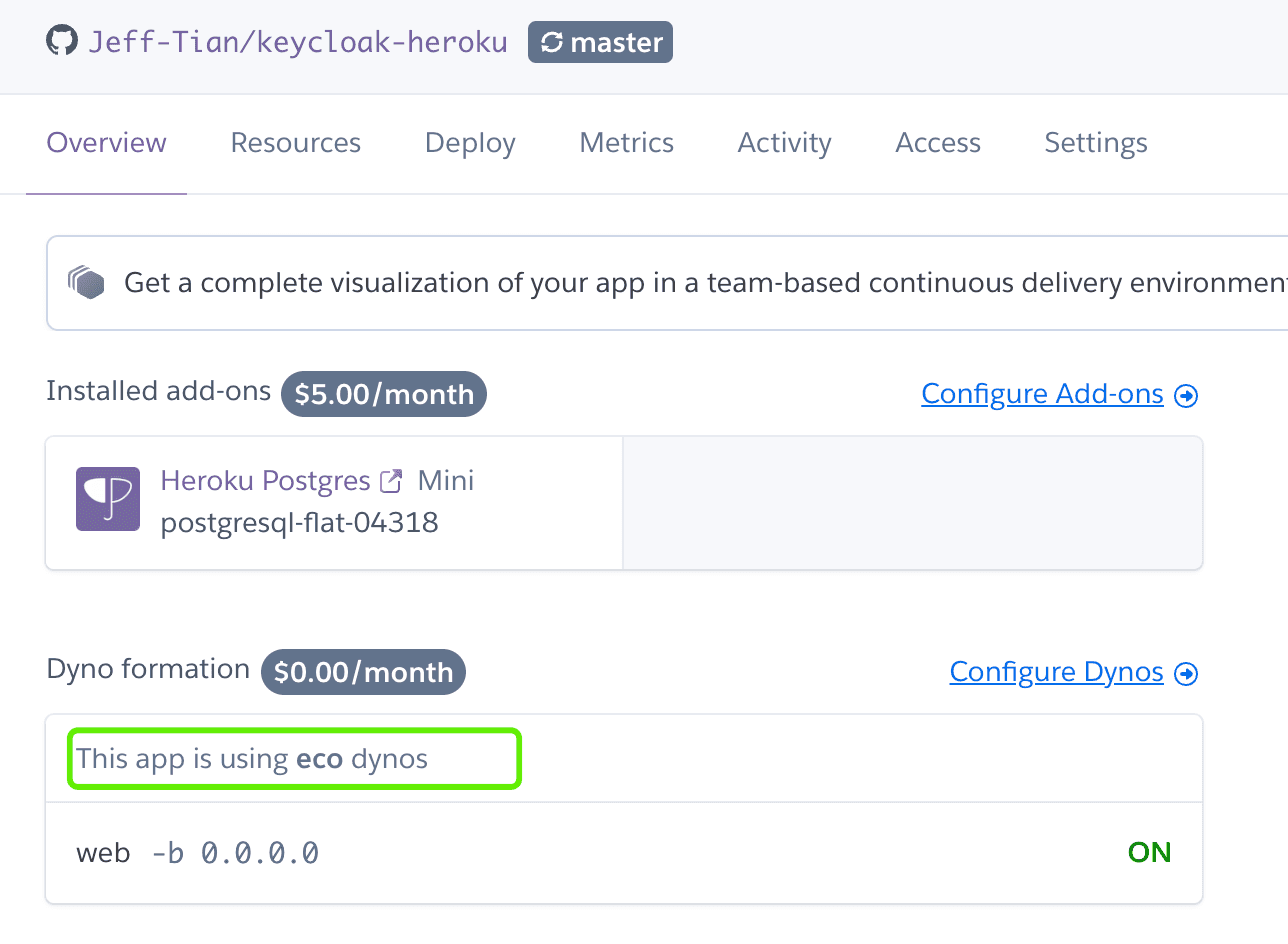 Jeff-Tian/keycloak-heroku master
Overview Resources Deploy Metrics Activity Access Settings
Get a complete visualization of your app in a team-based continuous delivery environment
Installed add-ons $5.00/month Configure Add-ons
Heroku Postgres Mini
postgresql-flat-04318
Dyno formation $0.00/month Configure Dynos
This app is using eco dynos
web -b 0.0.0.0 ON